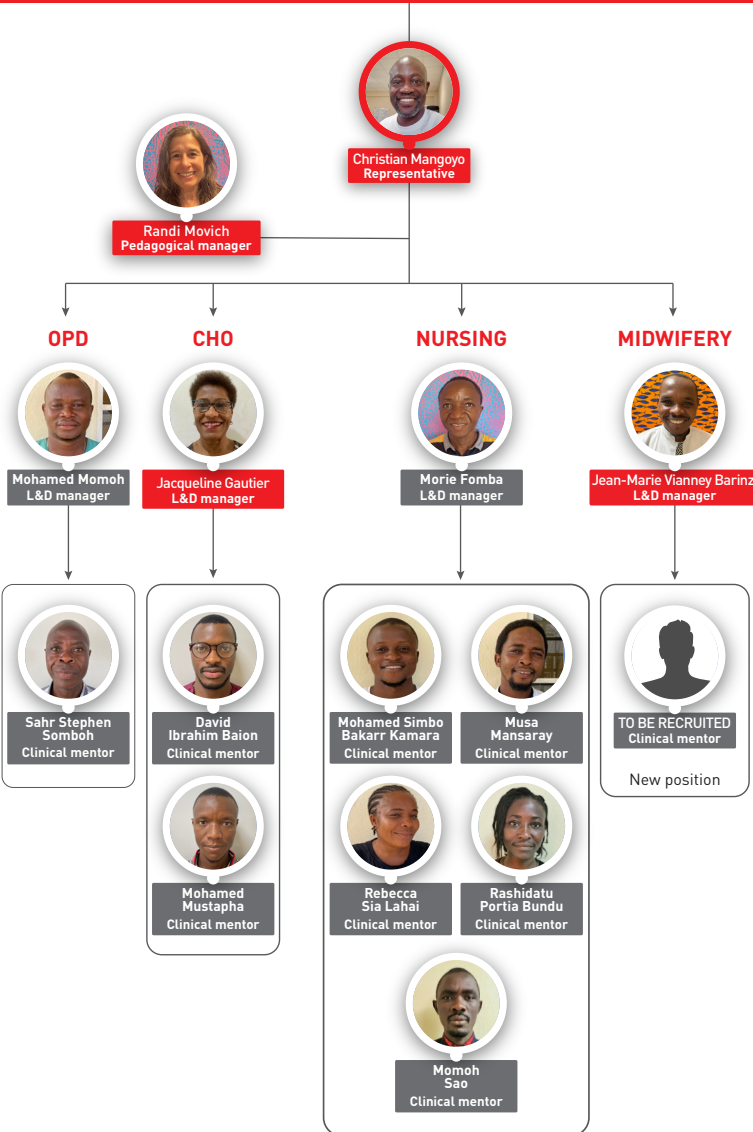 Christian Mangoyo
Representative
Randi Movich
Pedagogical manager
OPD
CHO
NURSING
MIDWIFERY
Mohamed Momoh
L&D manager
Jacqueline Gautier
L&D manager
Morie Fomba
L&D manager
Jean-Marie Vianney Barinz
L&D manager
Sahr Stephen
Somboh
Clinical mentor
David
Ibrahim Baion
Clinical mentor
Mohamed Simbo
Bakarr Kamara
Clinical mentor
Musa
Mansaray
Clinical mentor
TO BE RECRUITED
Clinical mentor
New position
Mohamed
Mustapha
Clinical mentor
Rebecca
Sia Lahai
Clinical mentor
Rashidatu
Portia Bundu
Clinical mentor
Momoh
Sao
Clinical mentor